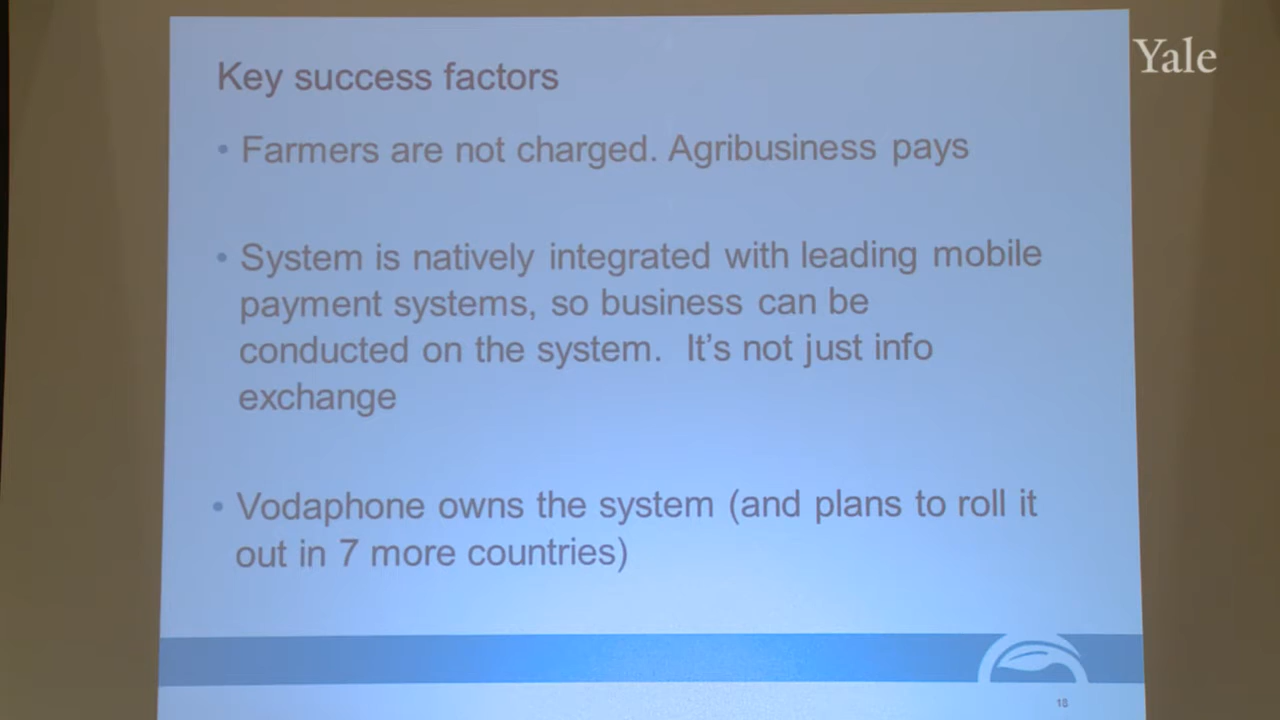 Yale
Key success factors
• Farmers are not charged. Agribusiness pays
• System is natively integrated with leading mobile
payment systems, so business can be
conducted on the system. It's not just info
exchange
• Vodaphone owns the system (and plans to roll it
out in 7 more countries)
18